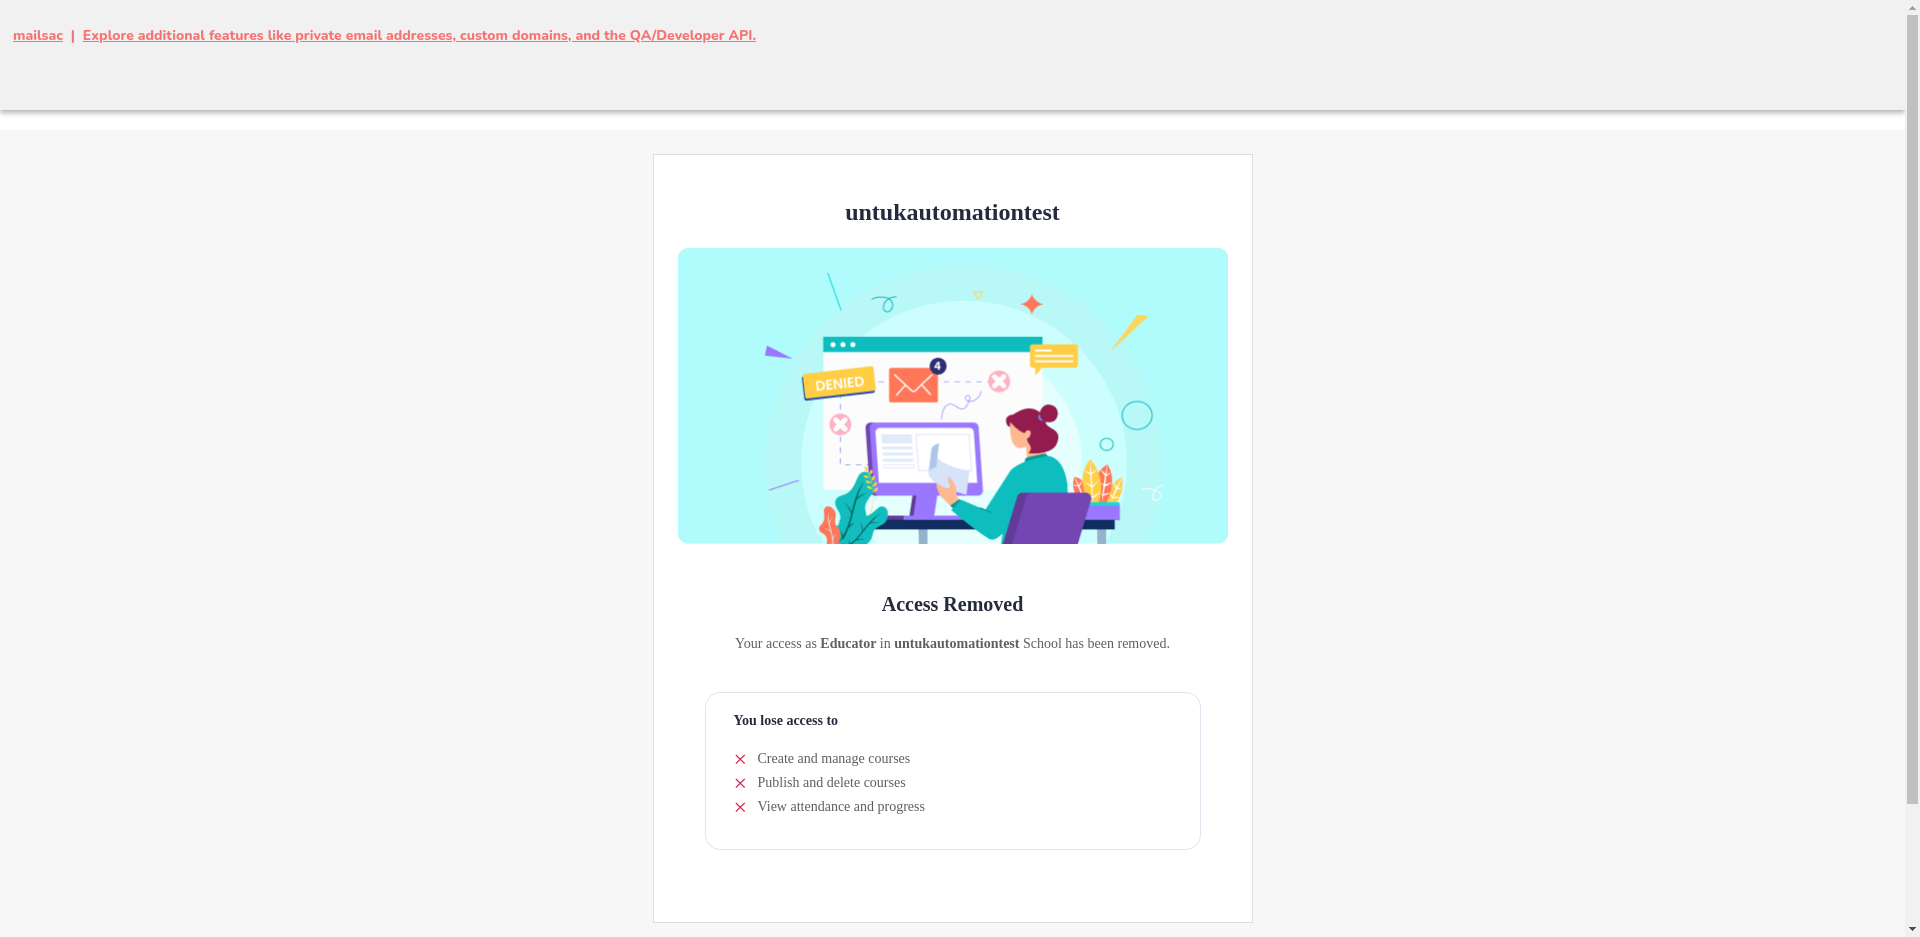 mailsac | Explore additional features like private email addresses, custom domains, and the QA/Developer API.
untukautomationtest
4
DENIED
Access Removed
Your access as Educator in untukautomationtest School has been removed.
You lose access to
Create and manage courses
Publish and delete courses
View attendance and progress